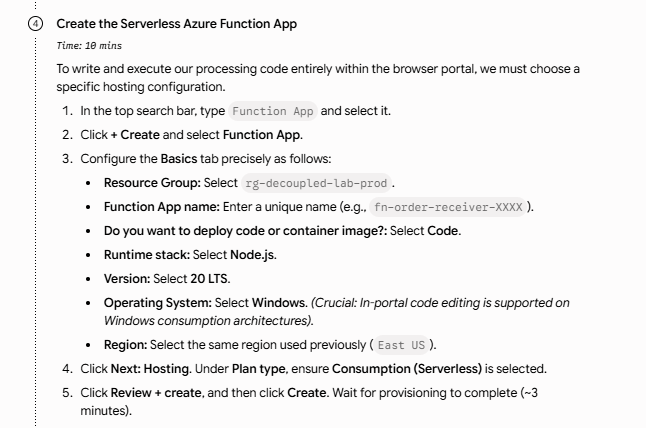 4 Create the Serverless Azure Function App
Time: 10 mins
To write and execute our processing code entirely within the browser portal, we must choose a
specific hosting configuration.
1. In the top search bar, type Function App and select it.
2. Click + Create and select Function App.
3. Configure the Basics tab precisely as follows:
• Resource Group: Select rg-decoupled-lab-prod .
• Function App name: Enter a unique name (e.g., fn-order-receiver-XXXX ).
• Do you want to deploy code or container image?: Select Code.
• Runtime stack: Select Node.js.
• Version: Select 20 LTS.
• Operating System: Select Windows. (Crucial: In-portal code editing is supported on
Windows consumption architectures).
• Region: Select the same region used previously ( East US ).
4. Click Next: Hosting. Under Plan type, ensure Consumption (Serverless) is selected.
5. Click Review + create, and then click Create. Wait for provisioning to complete (~3
minutes).